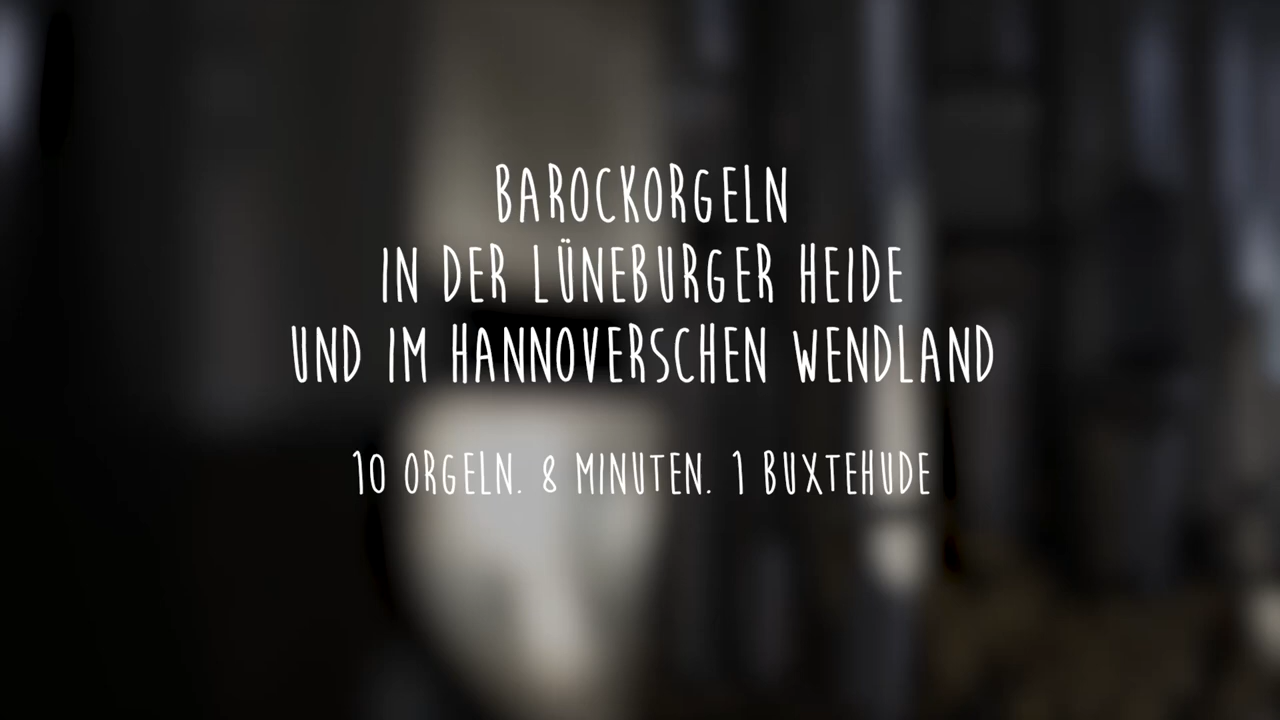 BAROCKORGELN
IN DER LÜNEBURGER HEIDE
UND IM HANNOVERSCHEN WENDLAND
10 ORGELN. 8 MINUTEN. 1 BUXTEHUDE